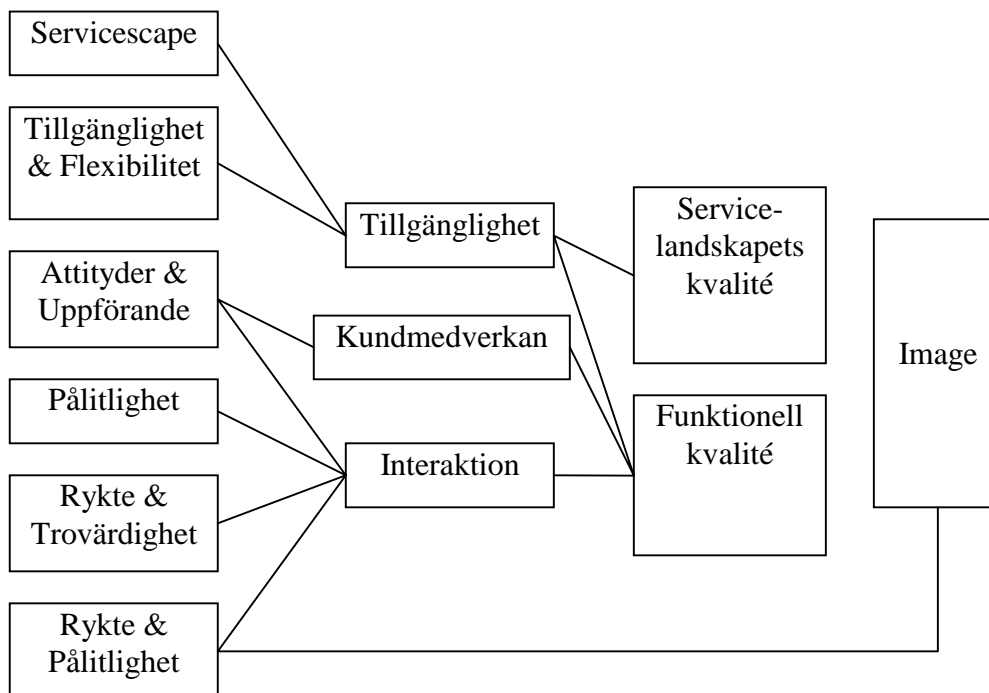 Servicescape
Tillgänglighet
& Flexibilitet
Attityder &
Uppförande
Pålitlighet
Rykte &
Trovärdighet
Rykte &
Pålitlighet
Tillgänglighet
Kundmedverkan
Interaktion
Service-
landskapets
kvalité
Funktionell
kvalité
Image